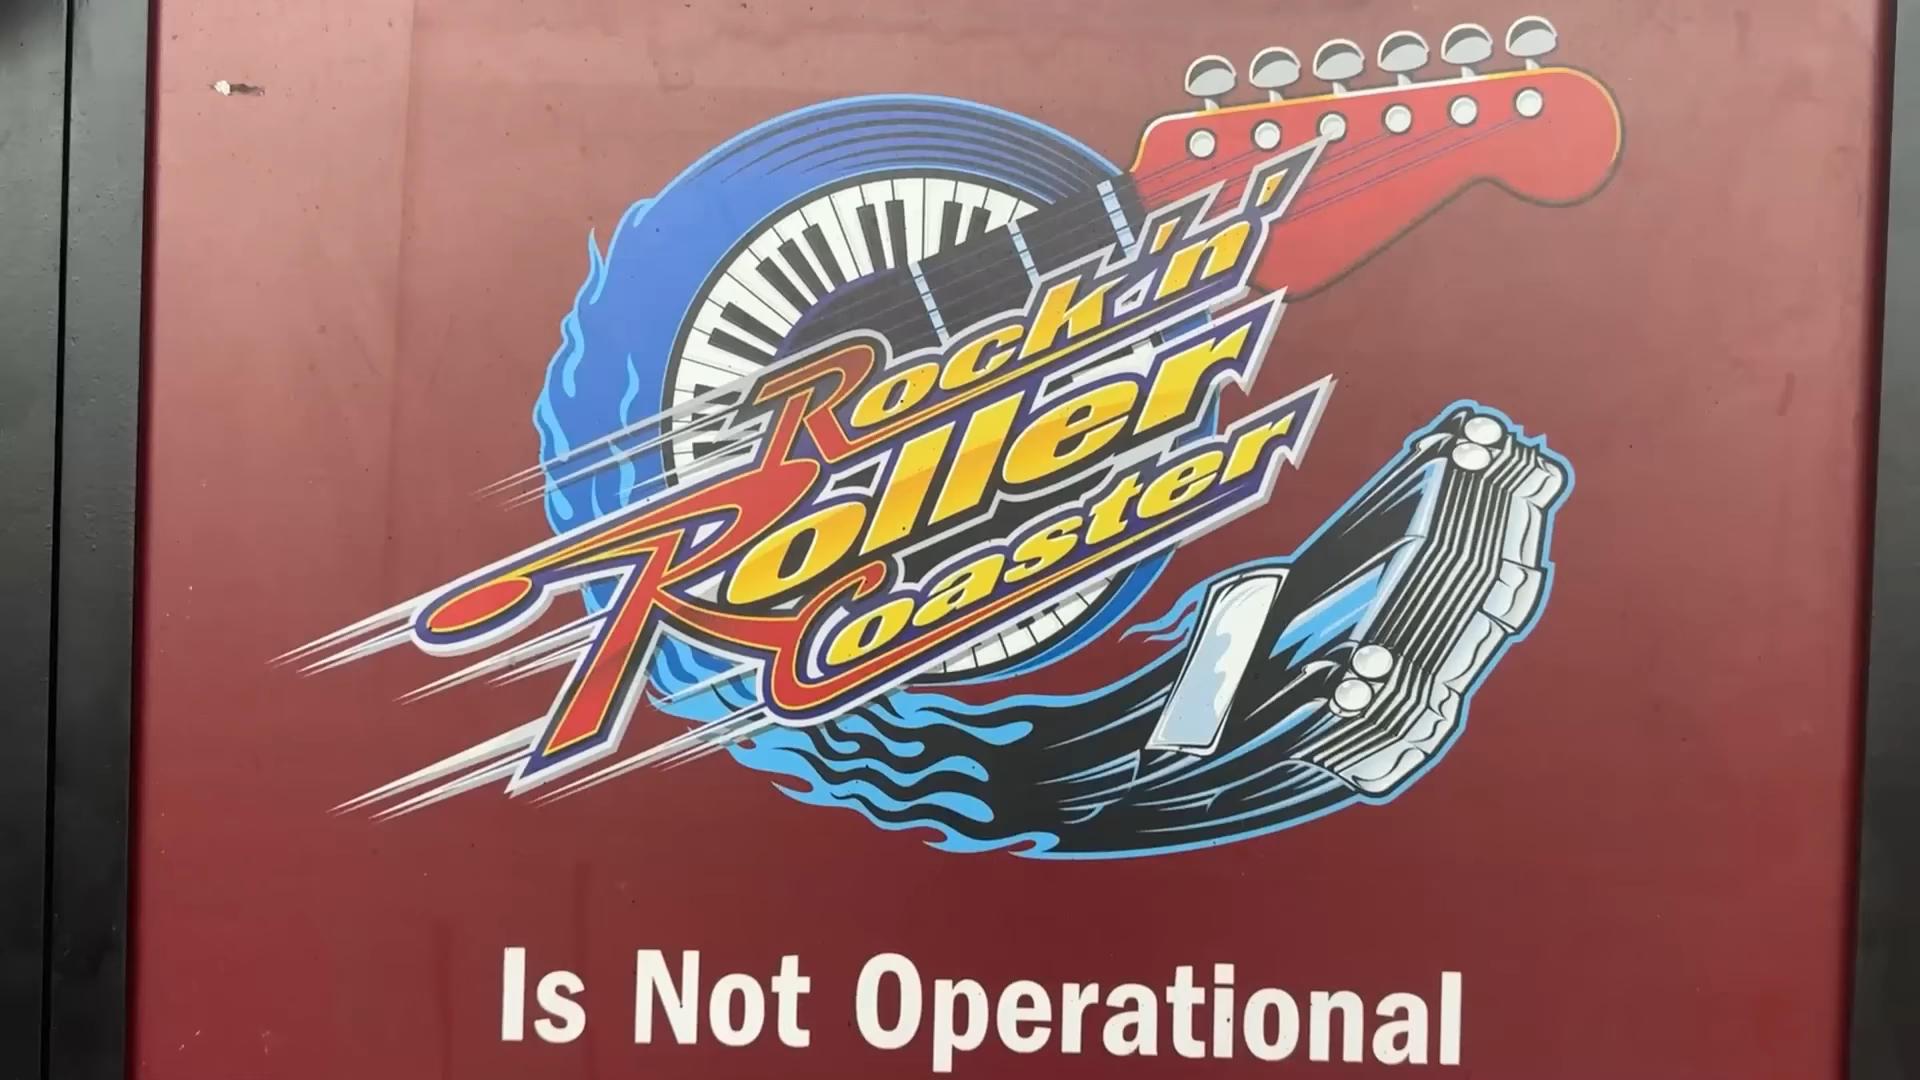 Rock 'n'
Roller
Coaster
Is Not Operational